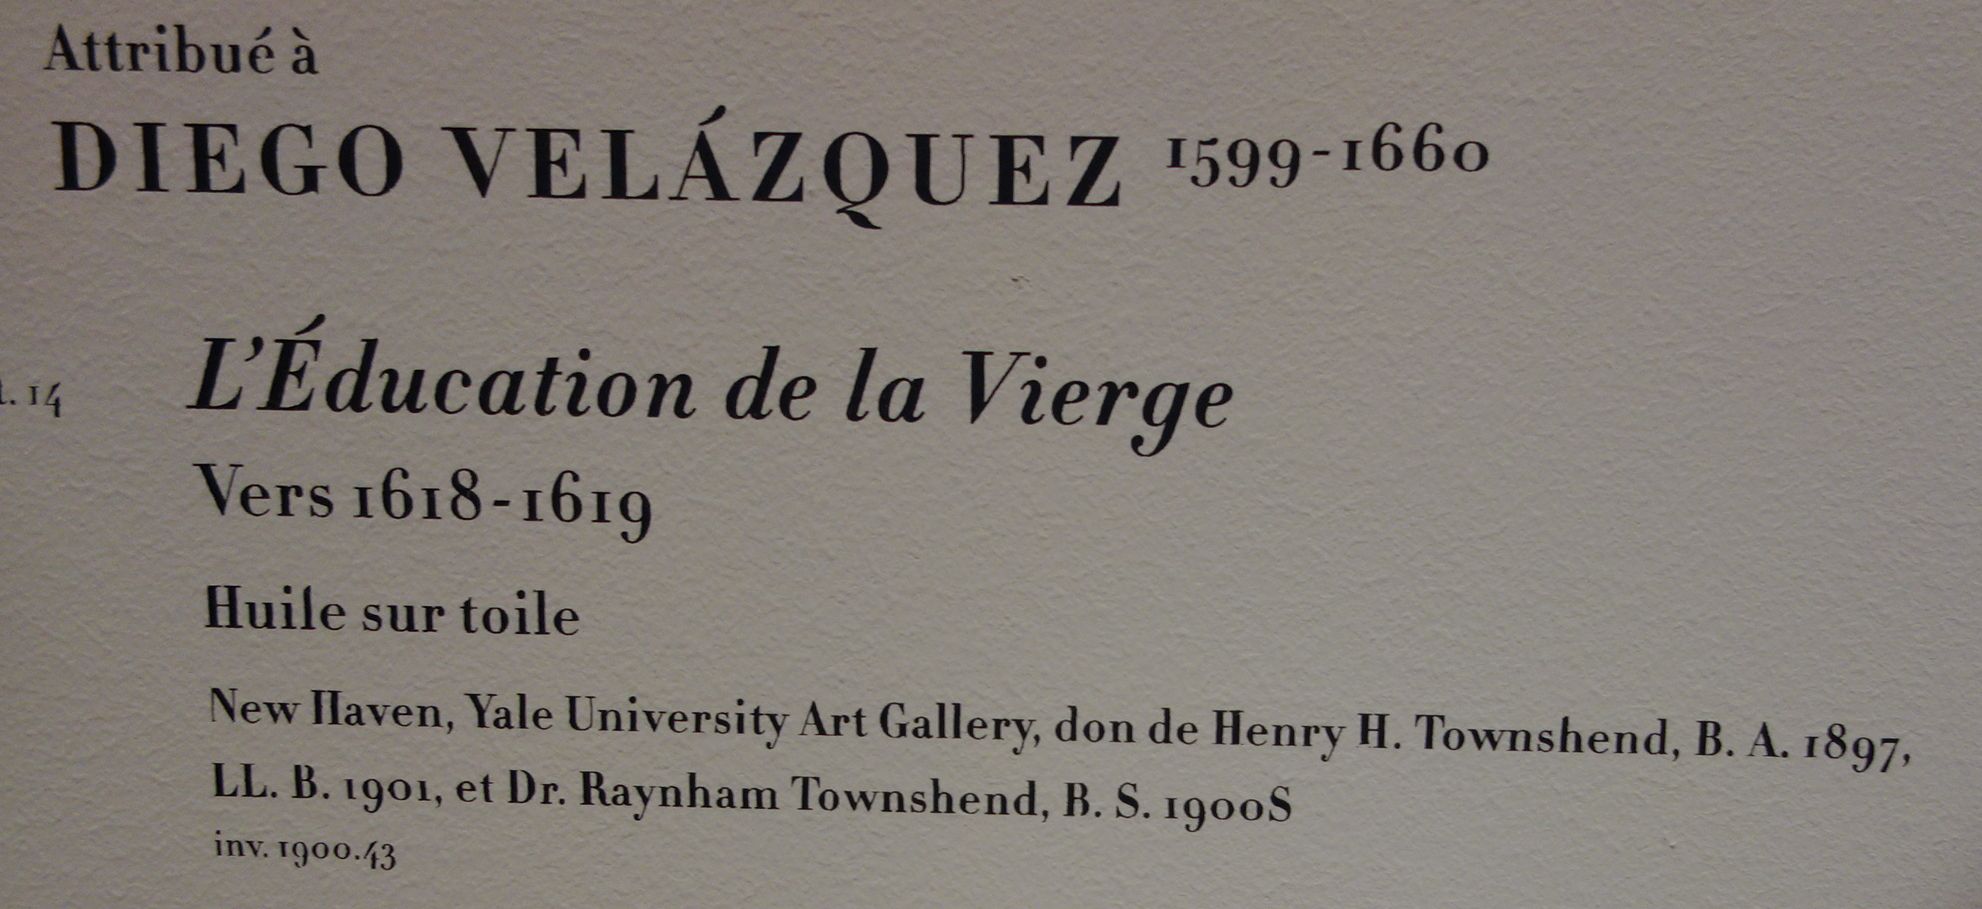 Attribué à
DIEGO VELÁZQUEZ 1599-1660
L'Éducation de la Vierge
. 14
Vers 1618-1619
Huile sur toile
New Haven, Yale University Art Gallery, don de Henry H. Townshend, B. A. 1897,
LL. B. 1901, et Dr. Raynham Townshend, B. S. 1900S
inv. 1900.43